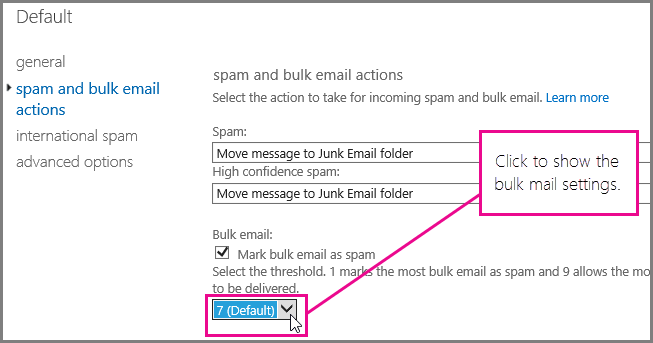 Default
general
spam and bulk email
actions
international spam
advanced options
spam and bulk email actions
Select the action to take for incoming spam and bulk email. Learn more
Spam:
Move message to Junk Email folder
High confidence spam:
Move message to Junk Email folder
Bulk email:
Mark bulk email as spam
Select the threshold. 1 marks the most bulk email as spam and 9 allows the mo
to be delivered.
7 (Default)
Click to show the
bulk mail settings.